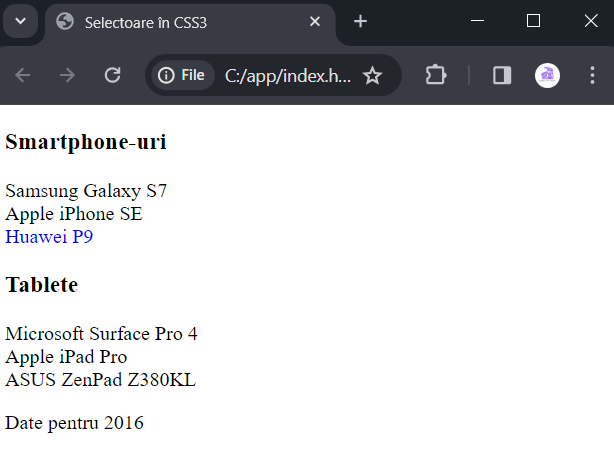 Selectoare în CSS3
File C:/app/index.h...
Smartphone-uri
Samsung Galaxy S7
Apple iPhone SE
Huawei P9
Tablete
Microsoft Surface Pro 4
Apple iPad Pro
ASUS ZenPad Z380KL
Date pentru 2016